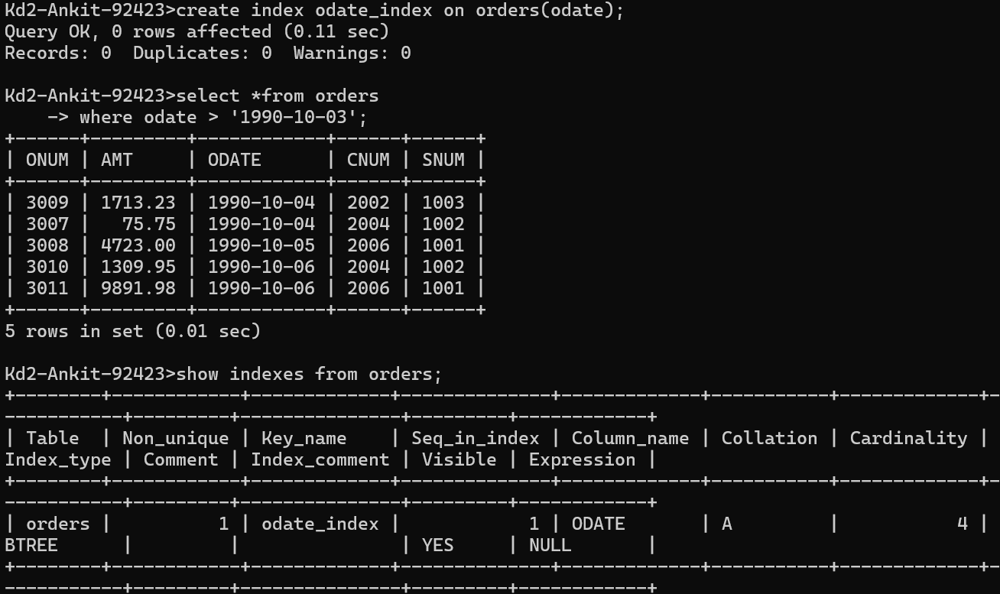 Kd2-Ankit-92423>create index odate_index on orders(odate);
Query OK, 0 rows affected (0.11 sec)
Records: 0  Duplicates: 0  Warnings: 0

Kd2-Ankit-92423>select *from orders
    -> where odate > '1990-10-03';
+------+---------+------------+------+------+
| ONUM | AMT     | ODATE      | CNUM | SNUM |
+------+---------+------------+------+------+
| 3009 | 1713.23 | 1990-10-04 | 2002 | 1003 |
| 3007 |   75.75 | 1990-10-04 | 2004 | 1002 |
| 3008 | 4723.00 | 1990-10-05 | 2006 | 1001 |
| 3010 | 1309.95 | 1990-10-06 | 2004 | 1002 |
| 3011 | 9891.98 | 1990-10-06 | 2006 | 1001 |
+------+---------+------------+------+------+
5 rows in set (0.01 sec)

Kd2-Ankit-92423>show indexes from orders;
+--------+------------+-------------+--------------+-------------+-----------+-------------+-
-----------+---------+---------------+---------+------------+
| Table  | Non_unique | Key_name    | Seq_in_index | Column_name | Collation | Cardinality |
Index_type | Comment | Index_comment | Visible | Expression |
+--------+------------+-------------+--------------+-------------+-----------+-------------+-
-----------+---------+---------------+---------+------------+
| orders |          1 | odate_index |            1 | ODATE       | A         |           4 |
BTREE      |         |               | YES     | NULL       |
+--------+------------+-------------+--------------+-------------+-----------+-------------+-
-----------+---------+---------------+---------+------------+